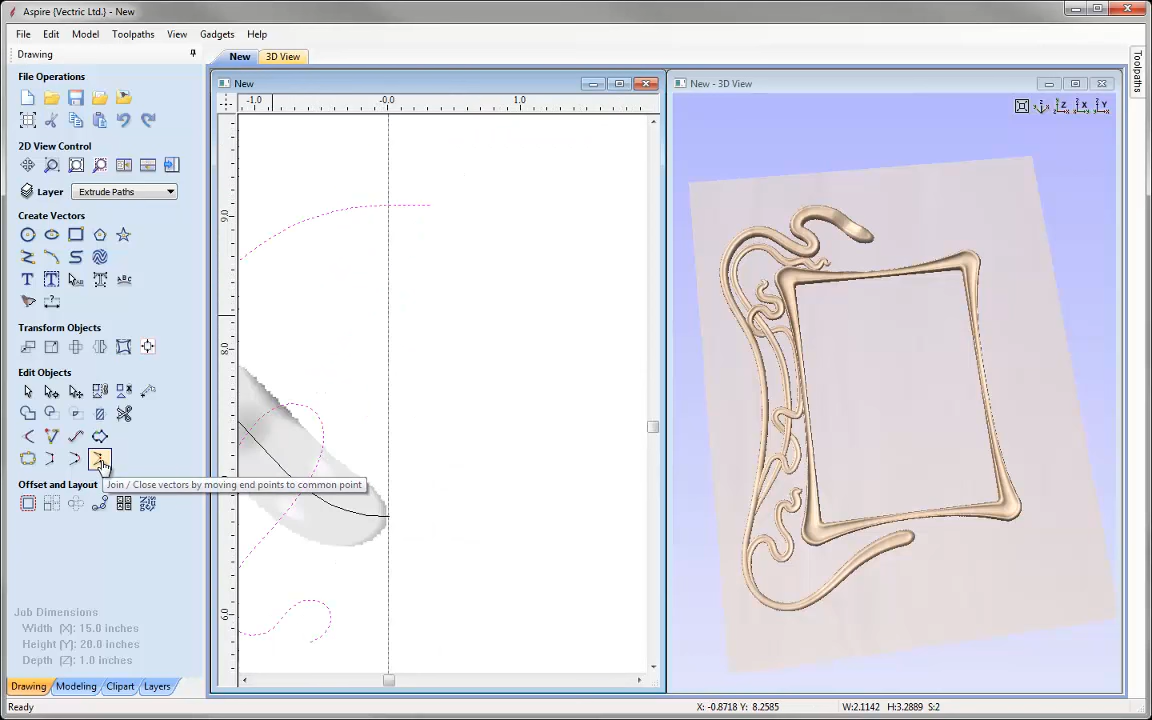 Aspire {Vectric Ltd.} - New
File Edit Model Toolpaths View Gadgets Help
Drawing
New 3D View
Toolpaths
File Operations
2D View Control
Layer Extrude Paths
Create Vectors
Transform Objects
Edit Objects
Offset and Layout
Join / Close vectors by moving end points to common point
New
-1.0 -0.0 1.0
9.0
8.0
6.0
New - 3D View
Job Dimensions
Width (X): 15.0 inches
Height (Y): 20.0 inches
Depth (Z): 1.0 inches
Drawing Modeling Clipart Layers
Ready
X: -0.8718 Y: 8.2585
W:2.1142 H:3.2889 S:2